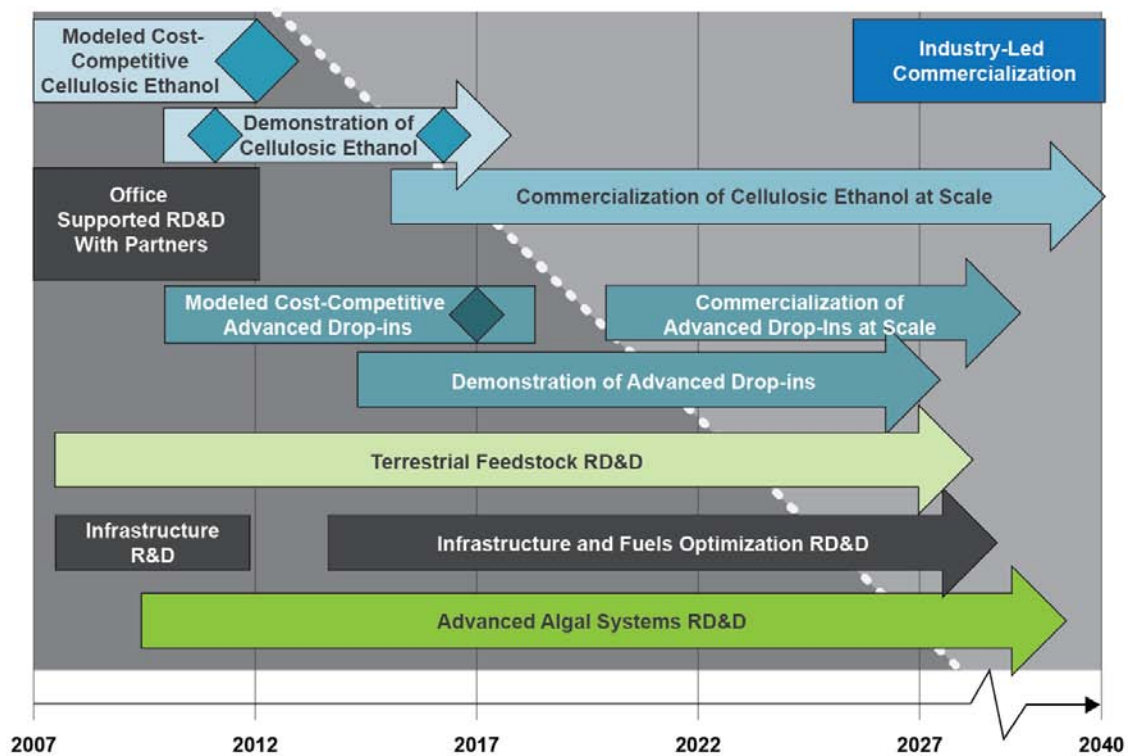 Modeled Cost-
Competitive
Cellulosic Ethanol
Industry-Led
Commercialization
Demonstration of
Cellulosic Ethanol
Office
Supported RD&D
With Partners
Commercialization of Cellulosic Ethanol at Scale
Modeled Cost-Competitive
Advanced Drop-ins
Commercialization of
Advanced Drop-Ins at Scale
Demonstration of Advanced Drop-ins
Terrestrial Feedstock RD&D
Infrastructure
R&D
Infrastructure and Fuels Optimization RD&D
Advanced Algal Systems RD&D
2007 2012 2017 2022 2027 2040